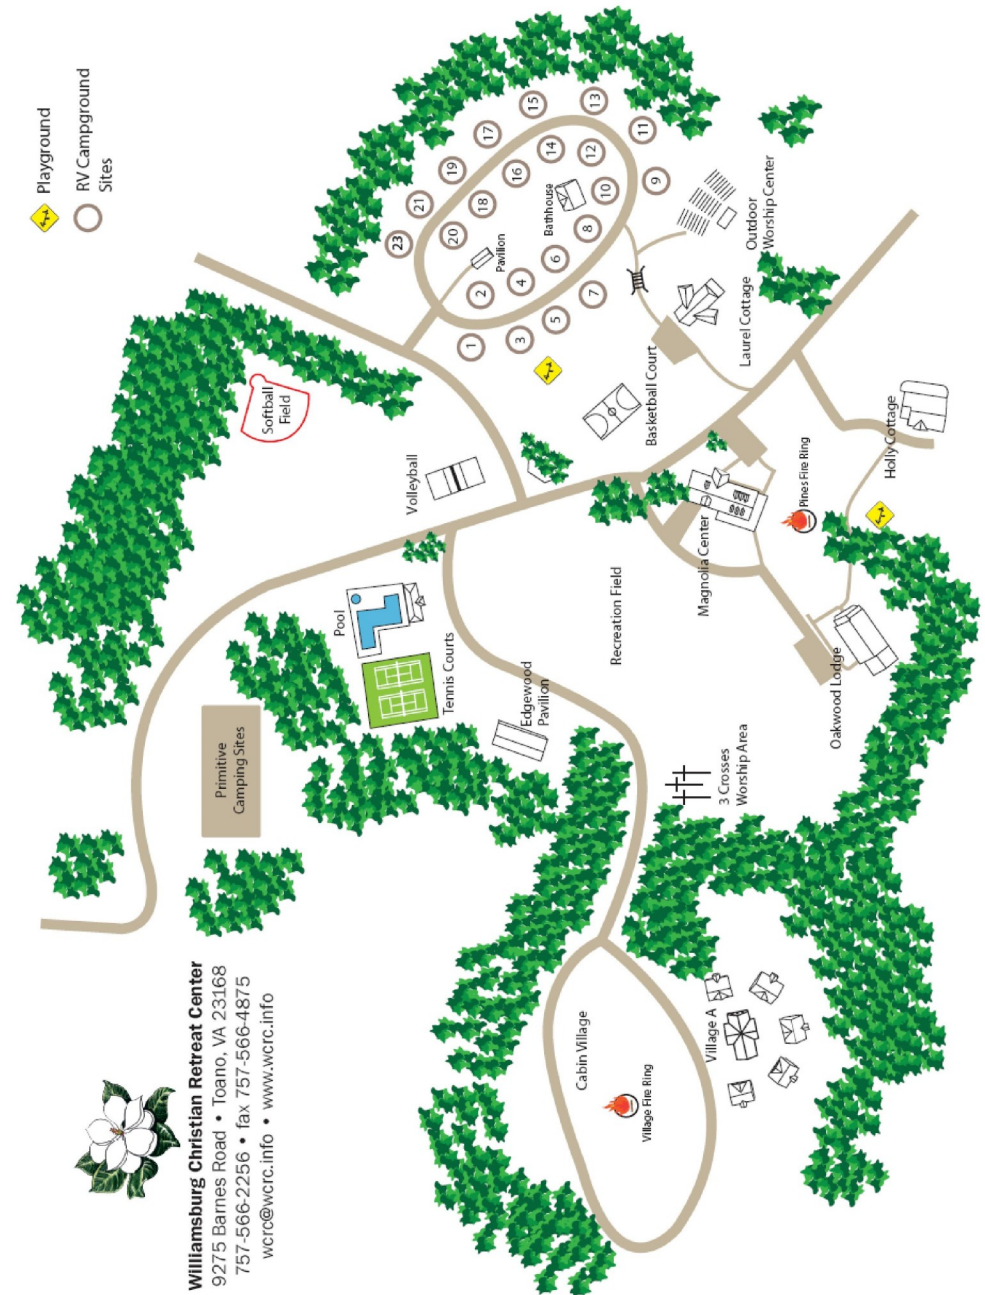 Williamsburg Christian Retreat Center
9275 Barnes Road • Toano, VA 23168
757-566-2256 • fax 757-566-4875
wcrc@wcrc.info • www.wcrc.info
Playground
RV Campground
Sites
Primitive
Camping Sites
Softball
Field
Pool
Tennis Courts
Volleyball
Edgewood
Pavilion
23
21
19
17
15
13
11
9
20
18
16
14
12
10
8
6
4
2
1
3
5
7
Pavilion
Bathhouse
Outdoor
Worship Center
Laurel Cottage
Basketball Court
Recreation Field
Magnolia Center
Pines Fire Ring
Holly Cottage
Oakwood Lodge
3 Crosses
Worship Area
Cabin Village
Village Fire Ring
Village A